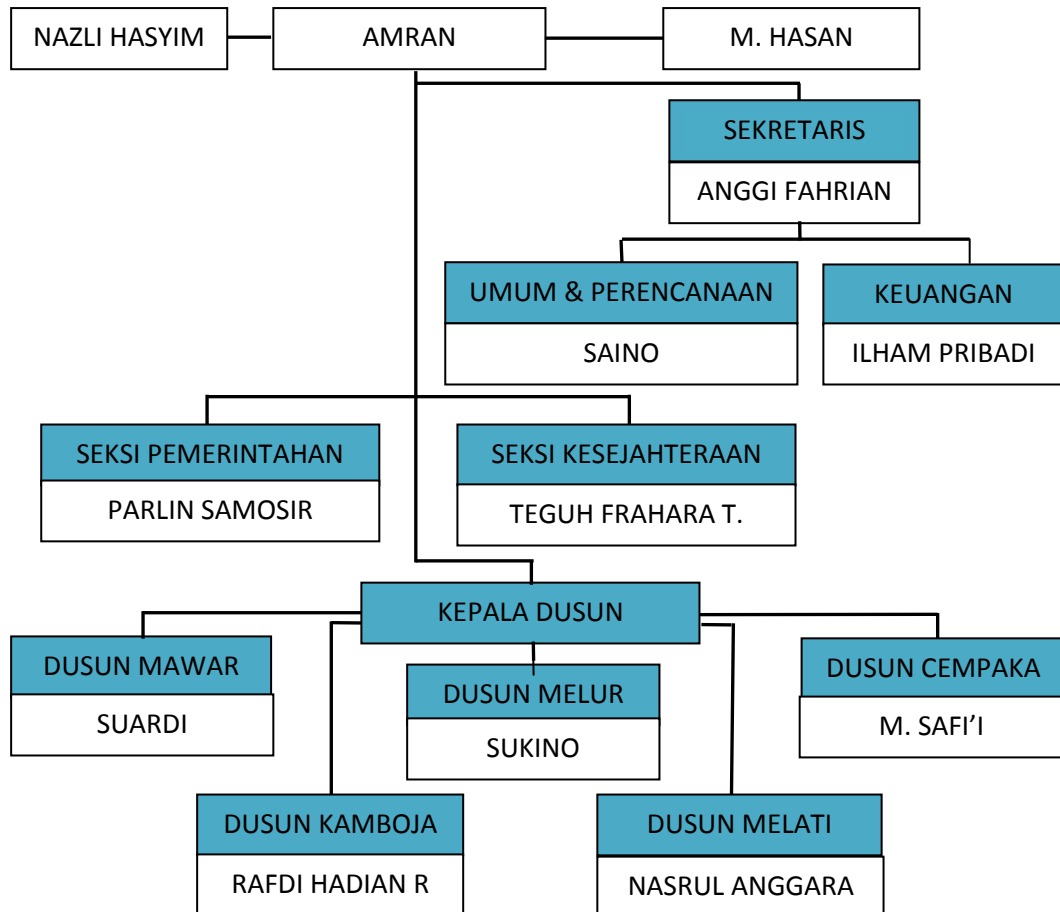 NAZLI HASYIM
AMRAN
M. HASAN
SEKRETARIS
ANGGI FAHRIAN
UMUM & PERENCANAAN
SAINO
KEUANGAN
ILHAM PRIBADI
SEKSI PEMERINTAHAN
PARLIN SAMOSIR
SEKSI KESEJAHTERAAN
TEGUH FRAHARA T.
KEPALA DUSUN
DUSUN MAWAR
SUARDI
DUSUN MELUR
SUKINO
DUSUN CEMPAKA
M. SAFI’I
DUSUN KAMBOJA
RAFDI HADIAN R
DUSUN MELATI
NASRUL ANGGARA